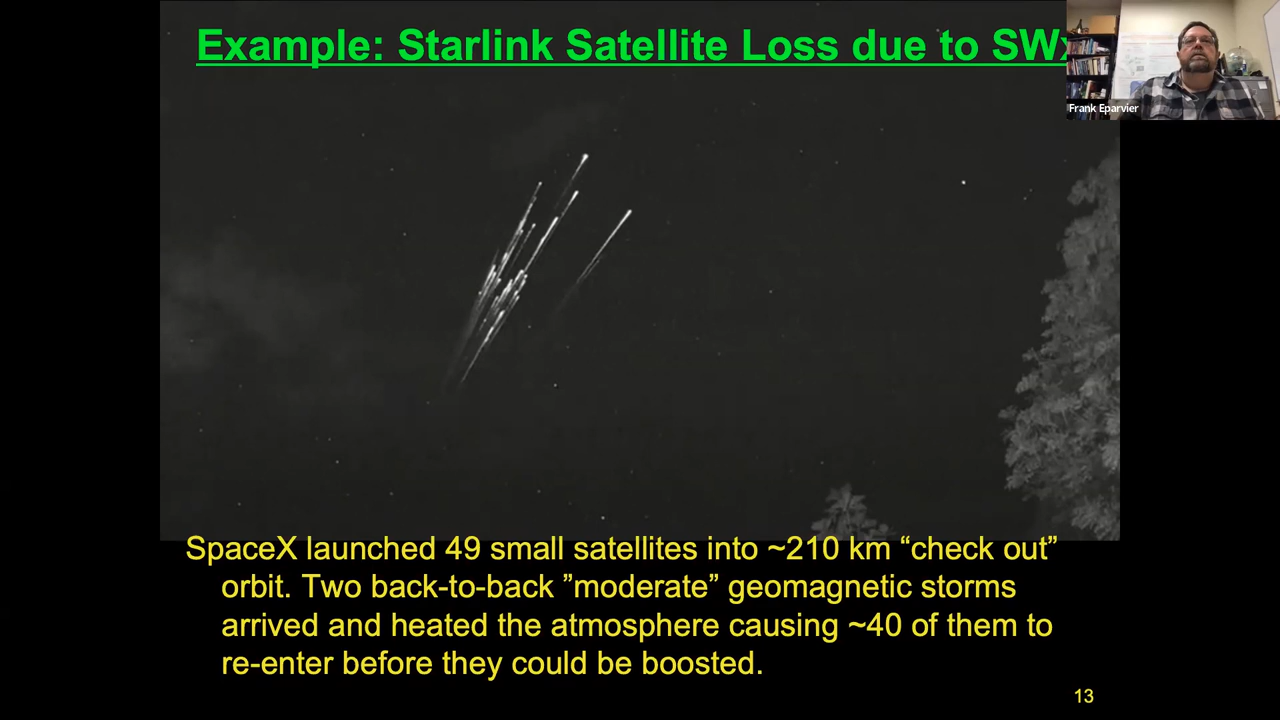 Example: Starlink Satellite Loss due to SWx
Frank Eparvier
SpaceX launched 49 small satellites into ~210 km “check out”
orbit. Two back-to-back ”moderate” geomagnetic storms
arrived and heated the atmosphere causing ~40 of them to
re-enter before they could be boosted.
13